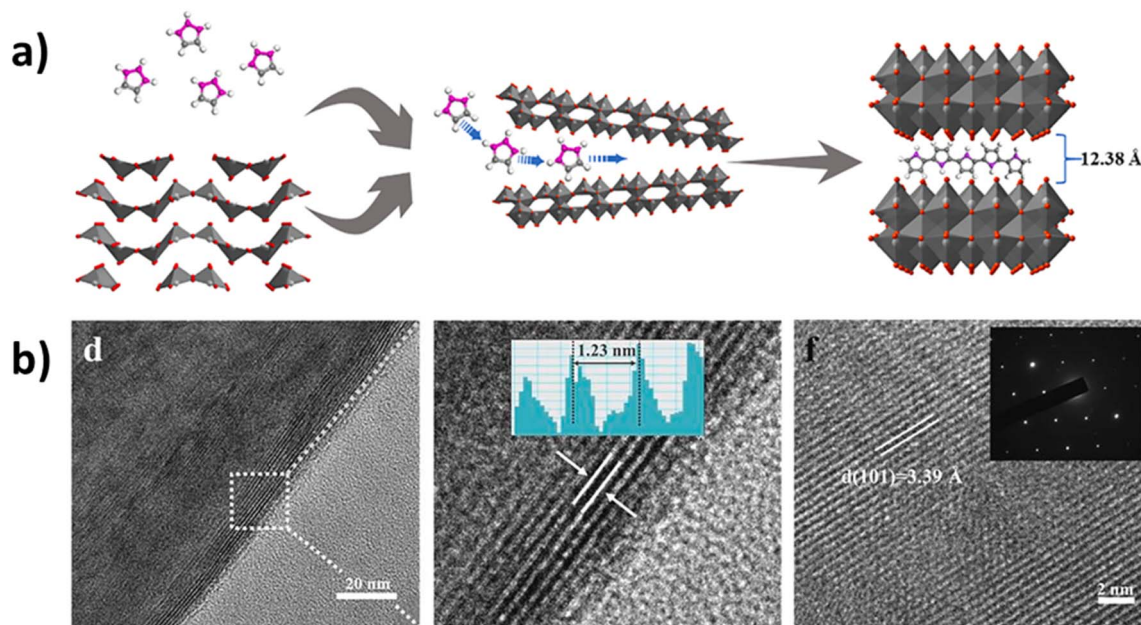 a)
12.38 Å
b)
d
20 nm
1.23 nm
f
d(101)=3.39 Å
2 nm